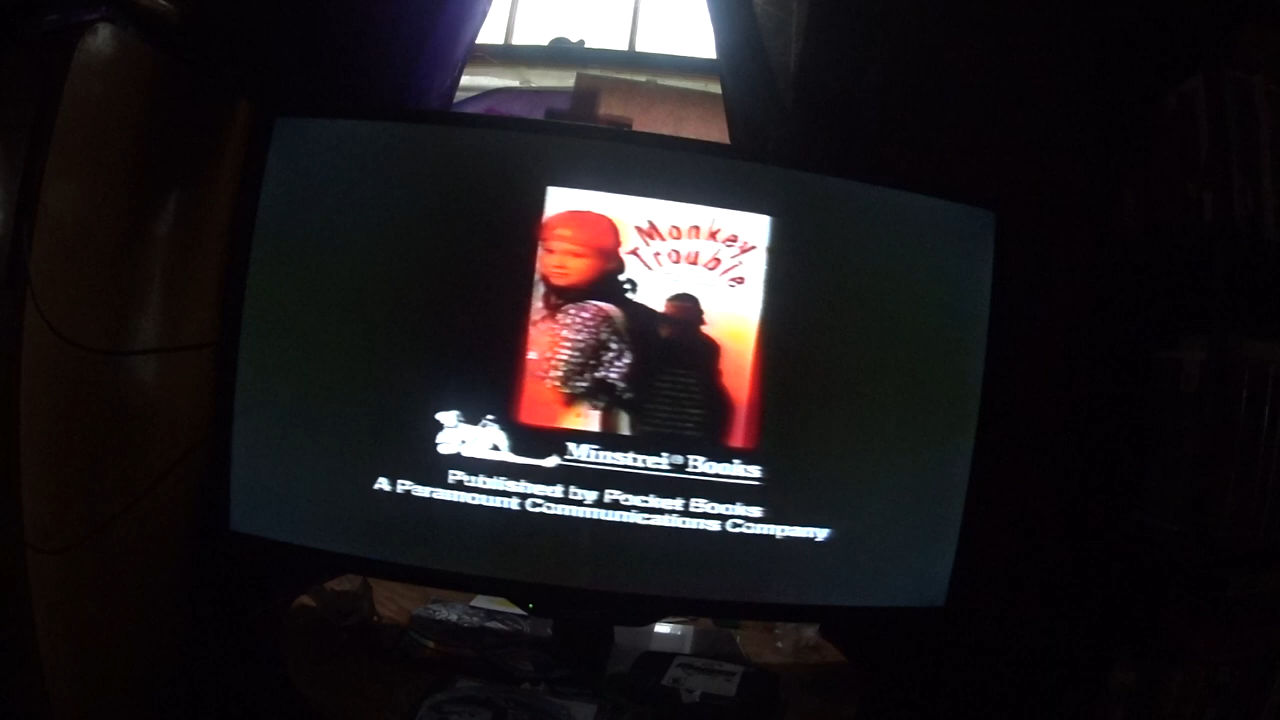 Monkey
Trouble
Minstrel® Books
Published by Pocket Books
A Paramount Communications Company